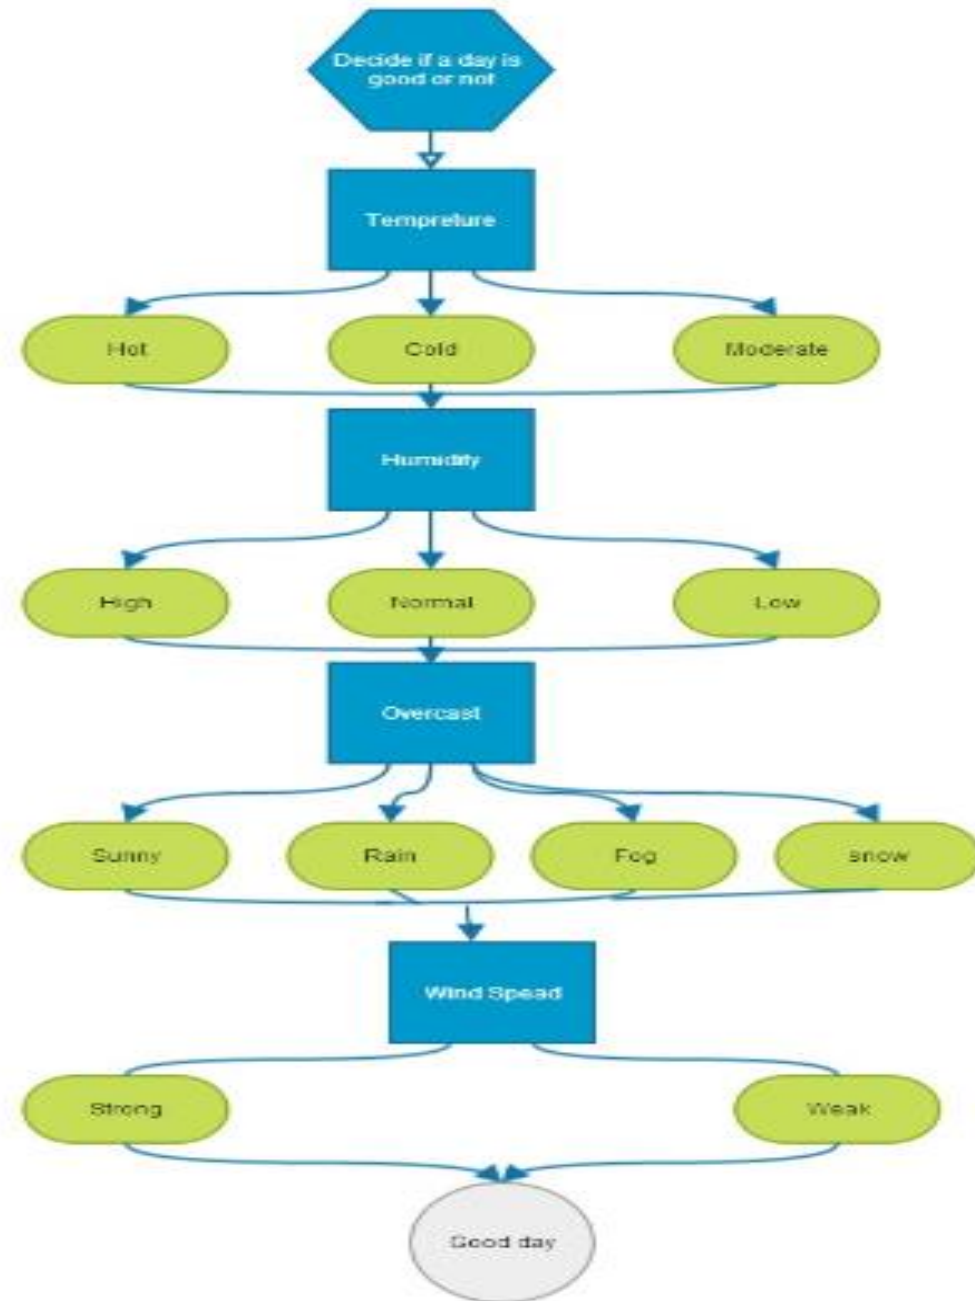 Decide if a day is
good or not
Tempreture
Hot
Cold
Moderate
Humidity
High
Normal
Low
Overcast
Sunny
Rain
Fog
snow
Wind Spead
Strong
Weak
Good day